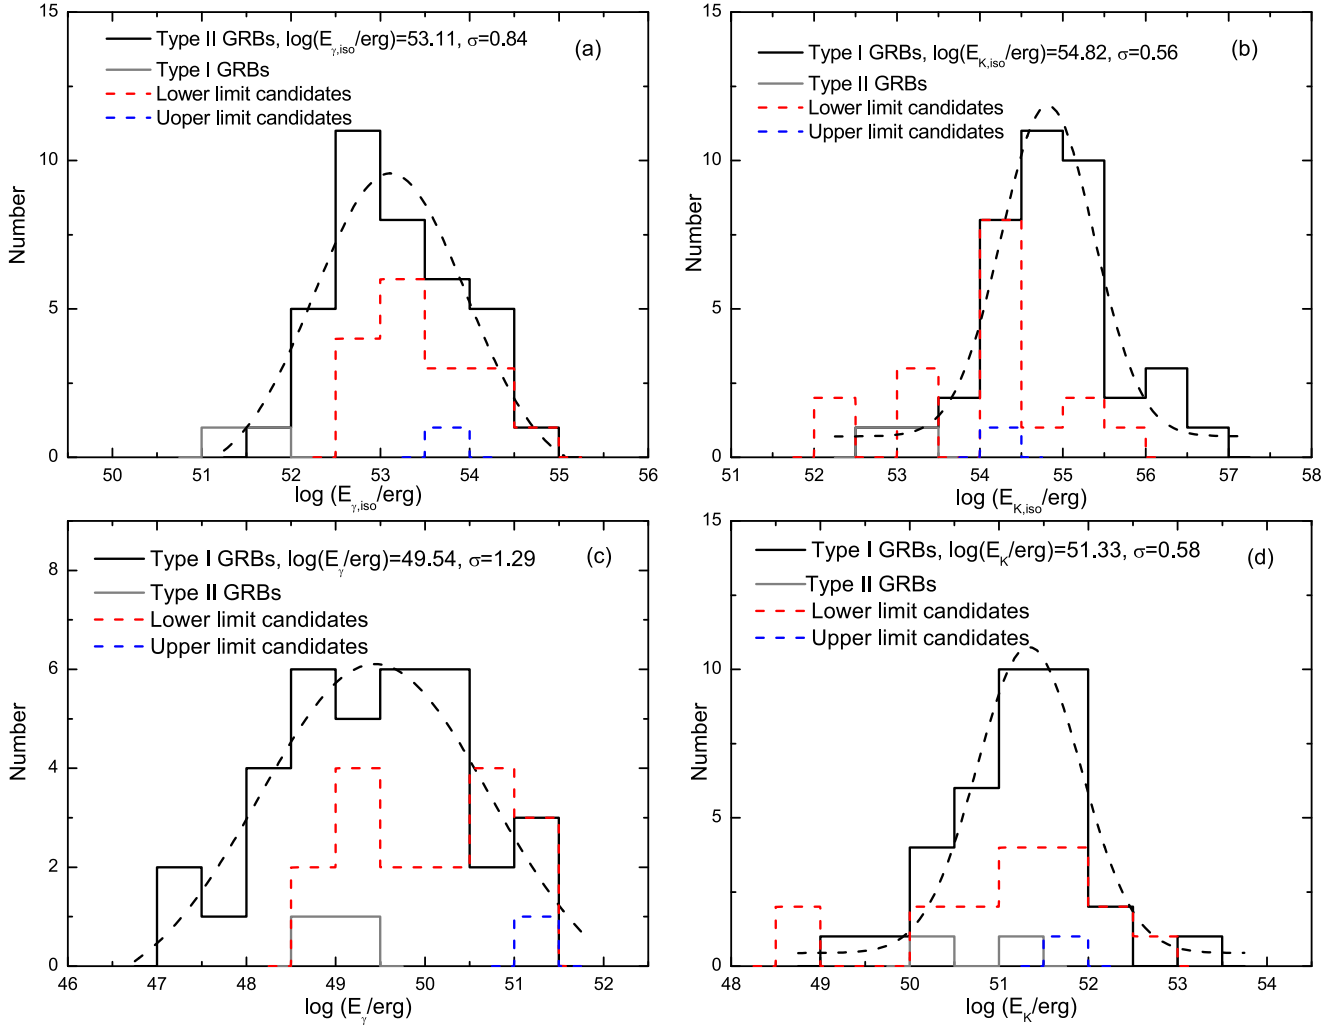 15
10
5
0
Number
Type II GRBs, log(Eγ,iso/erg)=53.11, σ=0.84
Type I GRBs
Lower limit candidates
Uoper limit candidates
(a)
50 51 52 53 54 55 56
log (Eγ,iso/erg)
15
10
5
0
Number
Type I GRBs, log(EK,iso/erg)=54.82, σ=0.56
Type II GRBs
Lower limit candidates
Upper limit candidates
(b)
51 52 53 54 55 56 57 58
log (EK,iso/erg)
8
6
4
2
0
Number
Type I GRBs, log(Eγ/erg)=49.54, σ=1.29
Type II GRBs
Lower limit candidates
Upper limit candidates
(c)
46 47 48 49 50 51 52
log (Eγ/erg)
15
10
5
0
Number
Type I GRBs, log(EK/erg)=51.33, σ=0.58
Type II GRBs
Lower limit candidates
Upper limit candidates
(d)
48 49 50 51 52 53 54
log (EK/erg)